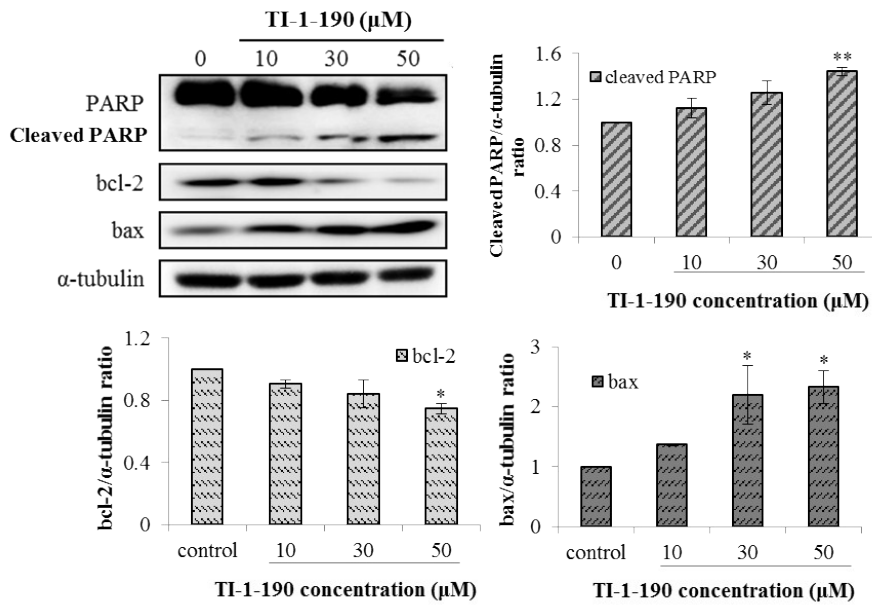 TI-1-190 (μM)
0 10 30 50
PARP
Cleaved PARP
bcl-2
bax
α-tubulin
Cleaved PARP/α-tubulin
ratio
1.6
1.2
0.8
0.4
0
cleaved PARP
**
0 10 30 50
TI-1-190 concentration (μM)
bcl-2/α-tubulin ratio
1.2
0.8
0.4
0
bcl-2
*
control 10 30 50
TI-1-190 concentration (μM)
bax/α-tubulin ratio
3
2
1
0
bax
* *
control 10 30 50
TI-1-190 concentration (μM)